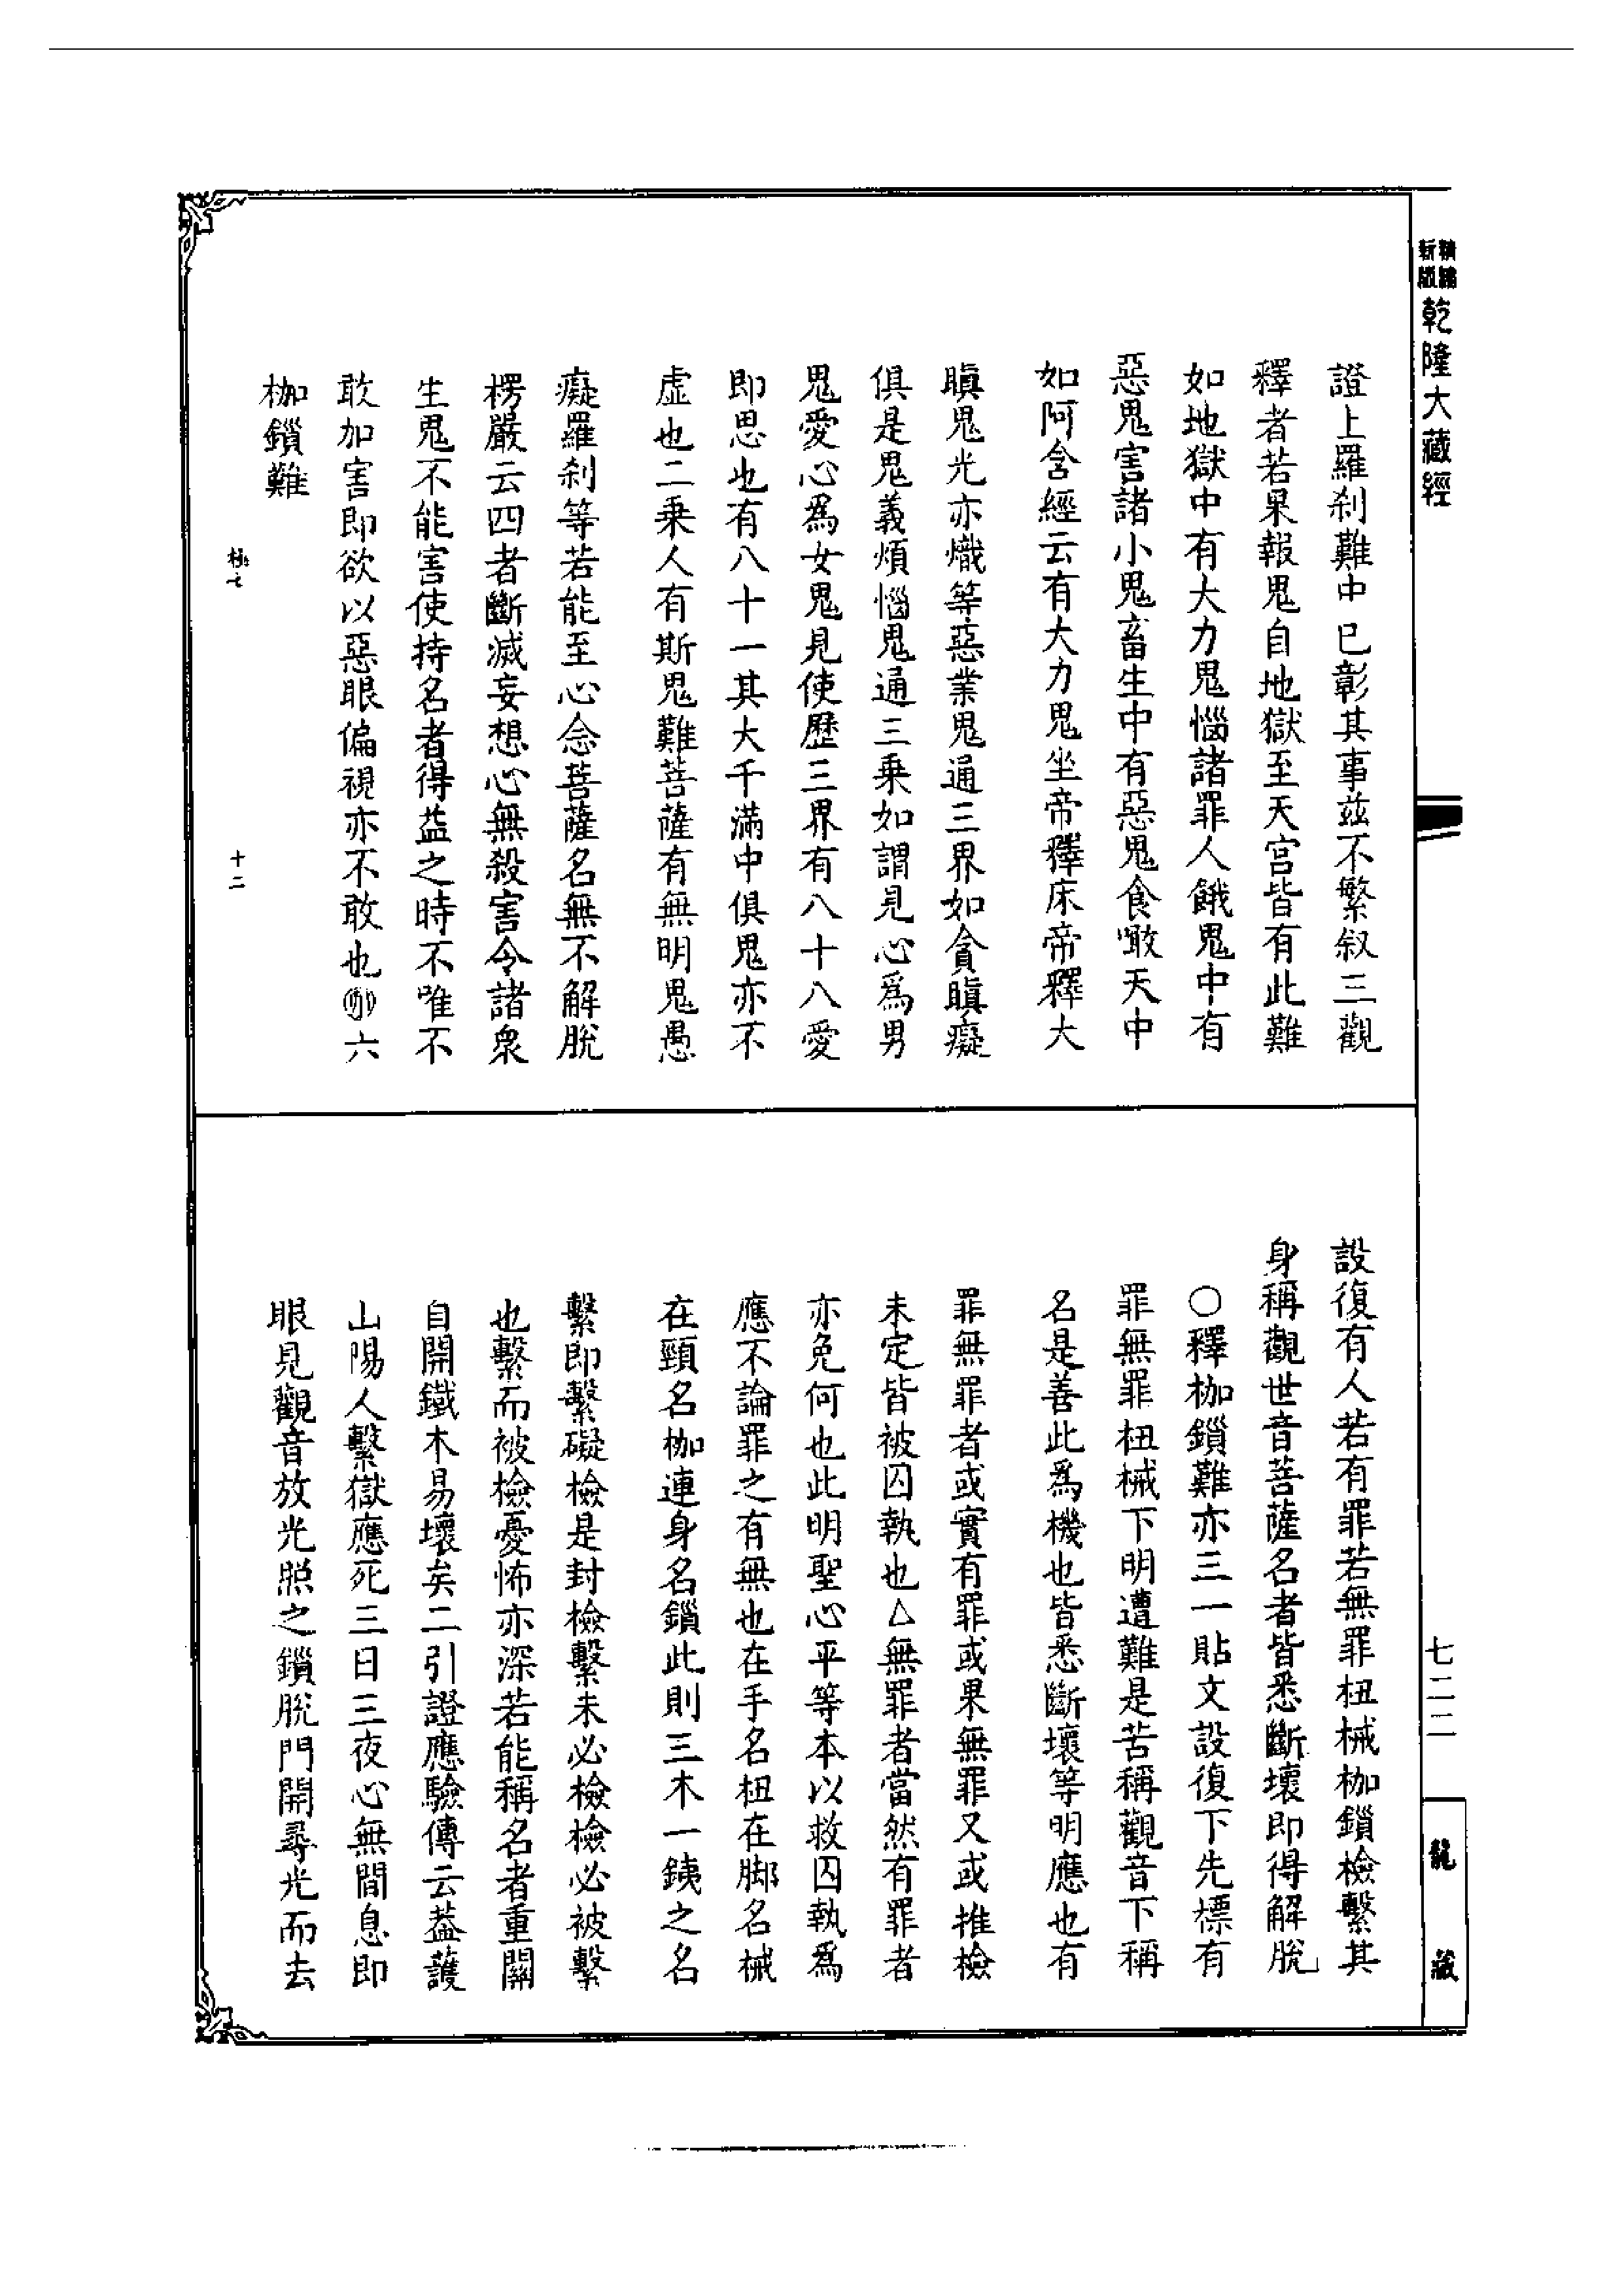 精縮
新版
乾隆大藏經
證上羅刹難中已彰其事茲不繁叙三觀
釋者若果報鬼自地獄至天宮皆有此難
如地獄中有大力鬼惱諸罪人餓鬼中有
惡鬼害諸小鬼畜生中有惡鬼食噉天中
如阿含經云有大力鬼坐帝釋床帝釋大
瞋鬼光亦熾等惡業鬼通三界如貪瞋癡
俱是鬼義煩惱鬼通三乘如謂見心為男
鬼愛心為女鬼見使歷三界有八十八愛
即思也有八十一其大千滿中俱鬼亦不
虛也二乘人有斯鬼難菩薩有無明鬼愚
癡羅刹等若能至心念菩薩名無不解脫
楞嚴云四者斷滅妄想心無殺害令諸衆
生鬼不能害使持名者得益之時不唯不
敢加害即欲以惡眼偏視亦不敢也 六
枷鎖難
極七
十二
設復有人若有罪若無罪杻械枷鎖檢繫其
身稱觀世音菩薩名者皆悉斷壞即得解脫
○釋枷鎖難亦三一貼文設復下先標有
罪無罪杻械下明遭難是苦稱觀音下稱
名是善此為機也皆悉斷壞等明應也有
罪無罪者或實有罪或果無罪又或推檢
未定皆被囚執也△無罪者當然有罪者
亦免何也此明聖心平等本以救囚執為
應不論罪之有無也在手名杻在脚名械
在頸名枷連身名鎖此則三木一銕之名
繫即繫礙檢是封檢繫未必檢檢必被繫
也繫而被檢憂怖亦深若能稱名者重關
自開鐵木易壞矣二引證應驗傳云葢護
山陽人繫獄應死三日三夜心無間息即
眼見觀音放光照之鎖脫門開尋光而去
七二二
龍藏